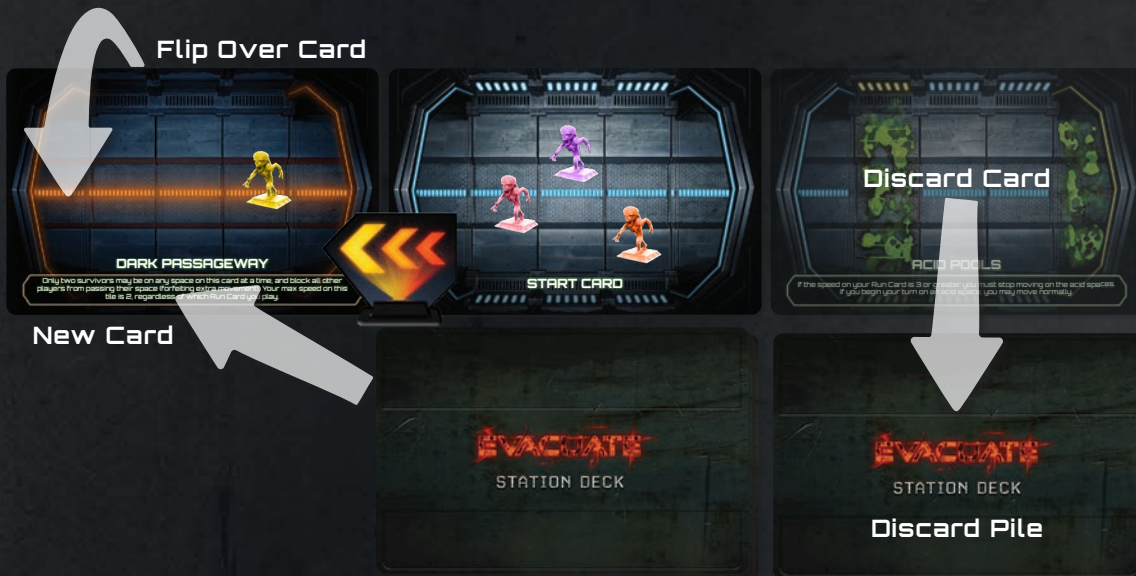 Flip Over Card
DARK PASSAGEWAY
Only two survivors may be on any space on this card at a time, and block all other
players from passing their space (forfeiting extra movement). Your max speed on this
tile is 2, regardless of which Run Card you play.
New Card
START CARD
Discard Card
ACID POOLS
If the speed on your Run Card is 3 or greater you must stop moving on the acid spaces.
If you begin your turn on an acid space, you may move normally.
EVACUATE
STATION DECK
EVACUATE
STATION DECK
Discard Pile